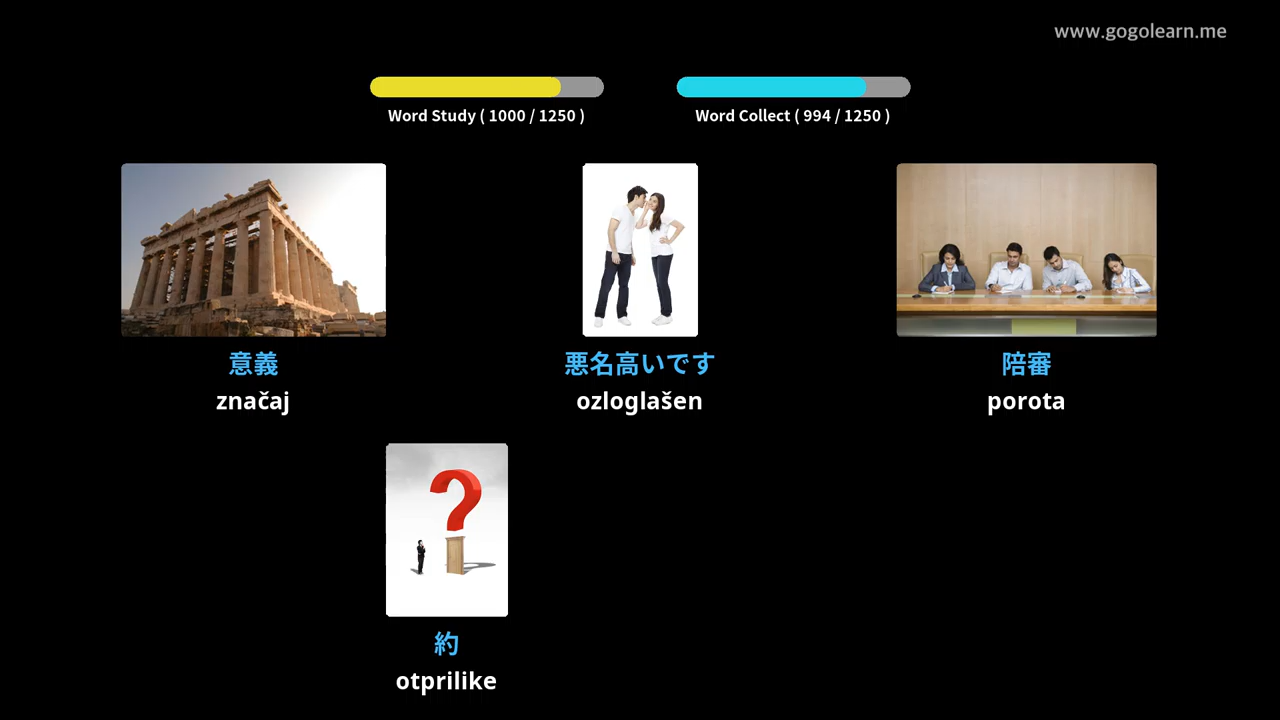 www.gogolearn.me
Word Study ( 1000 / 1250 )
Word Collect ( 994 / 1250 )
意義
značaj
悪名高いです
ozloglašen
陪審
porota
約
otprilike